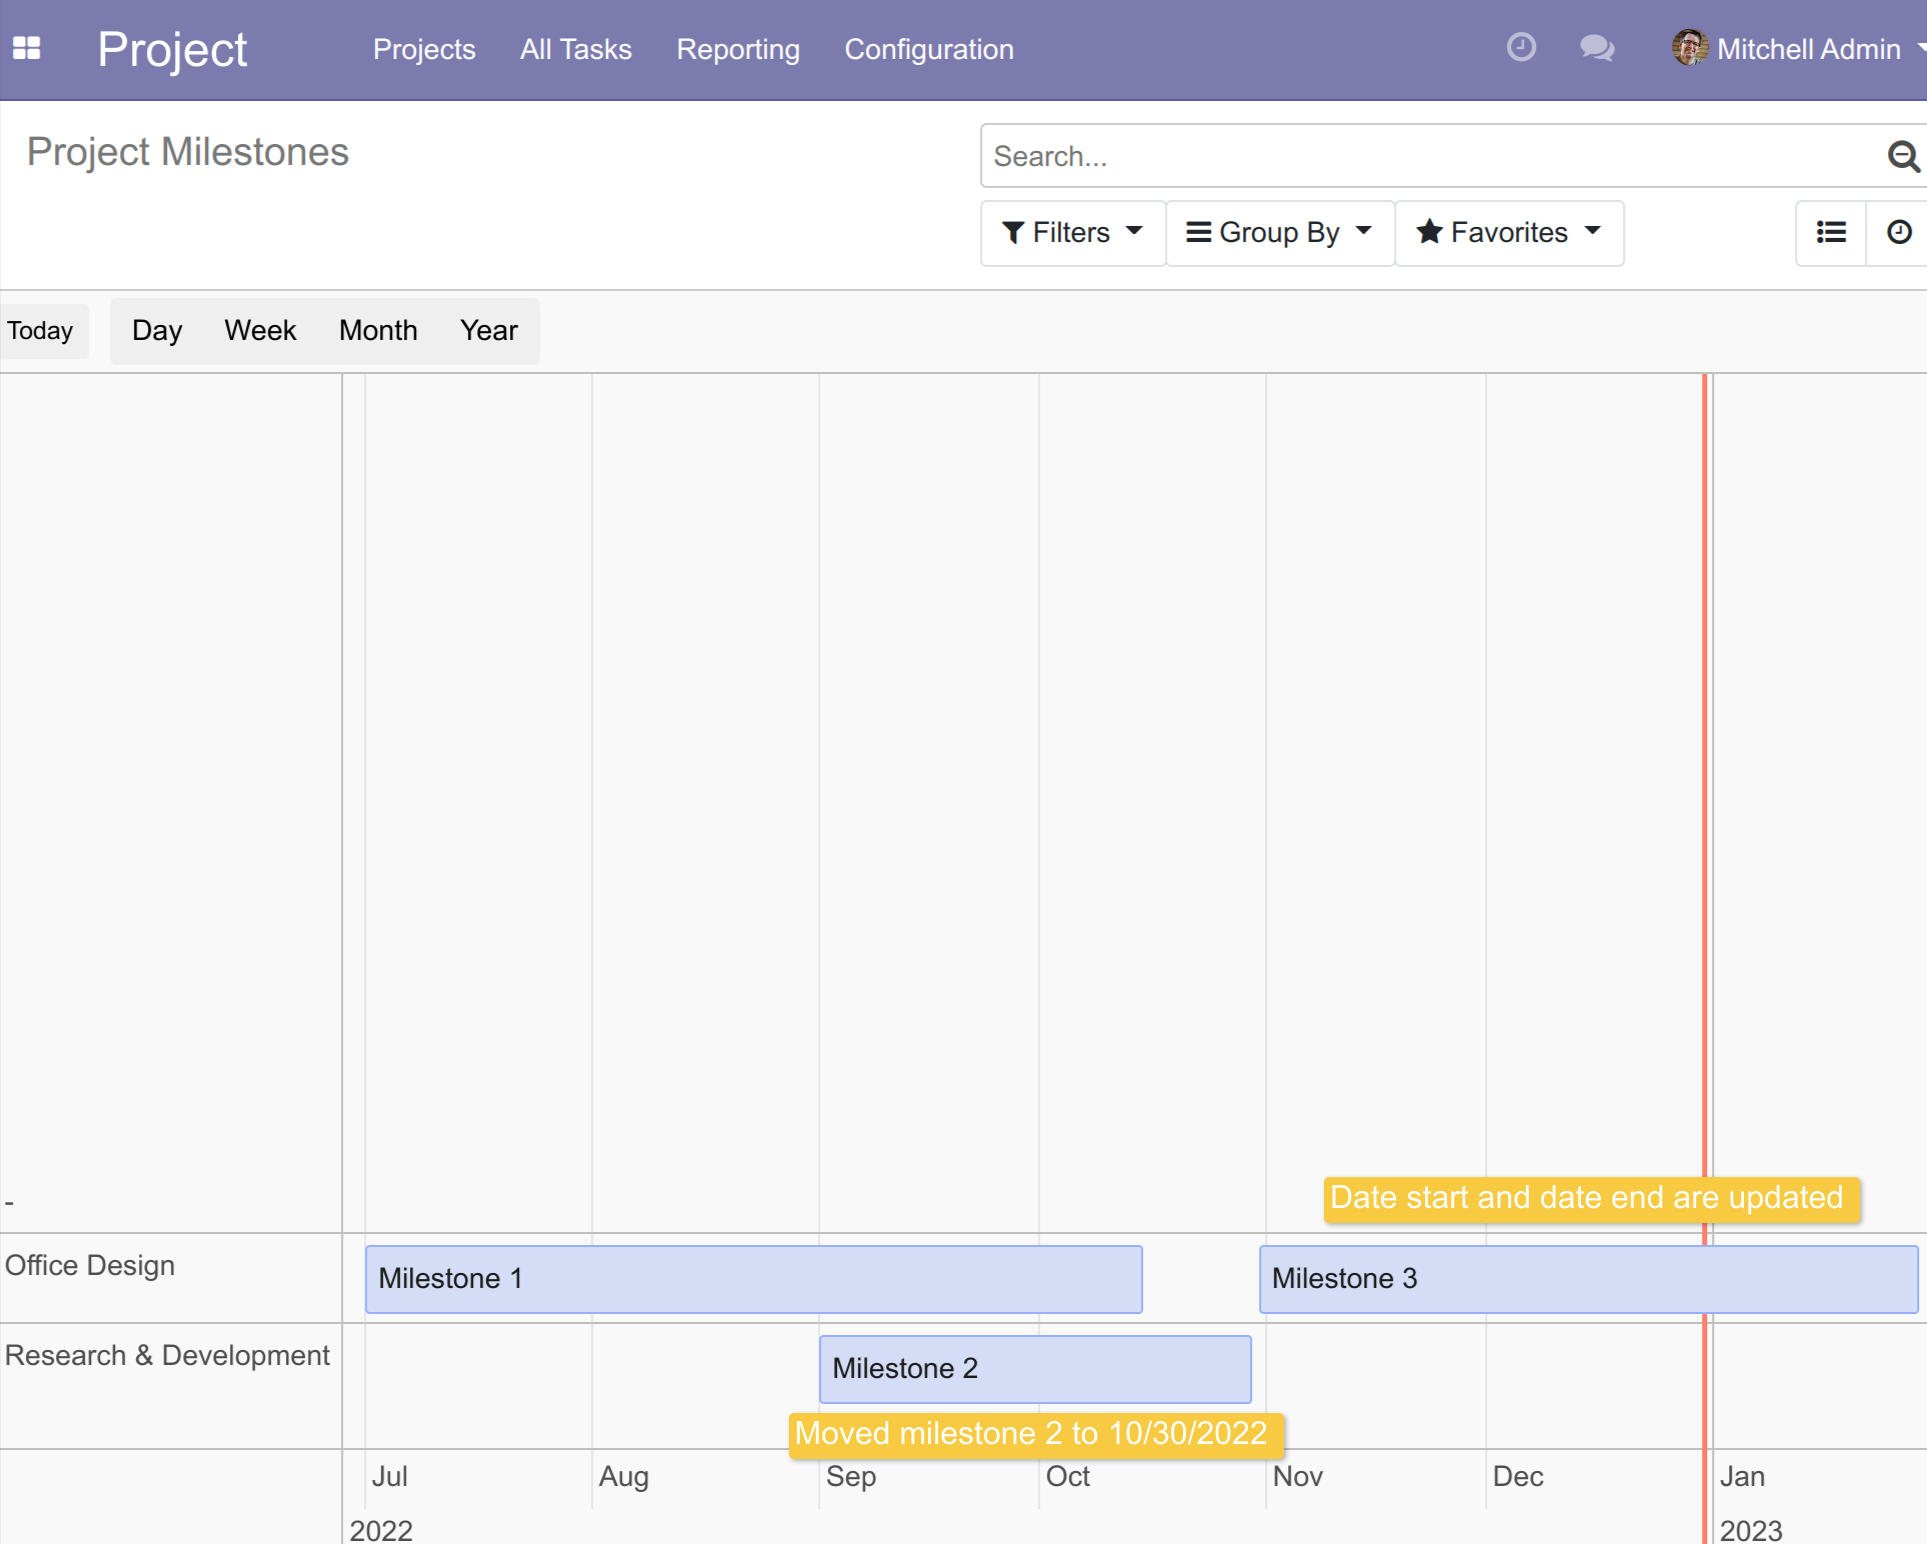 Project
Projects
All Tasks
Reporting
Configuration
Mitchell Admin
Project Milestones
Search...
Filters
Group By
Favorites
Today
Day
Week
Month
Year
-
Date start and date end are updated
Office Design
Milestone 1
Milestone 3
Research & Development
Milestone 2
Moved milestone 2 to 10/30/2022
Jul
Aug
Sep
Oct
Nov
Dec
Jan
2022
2023